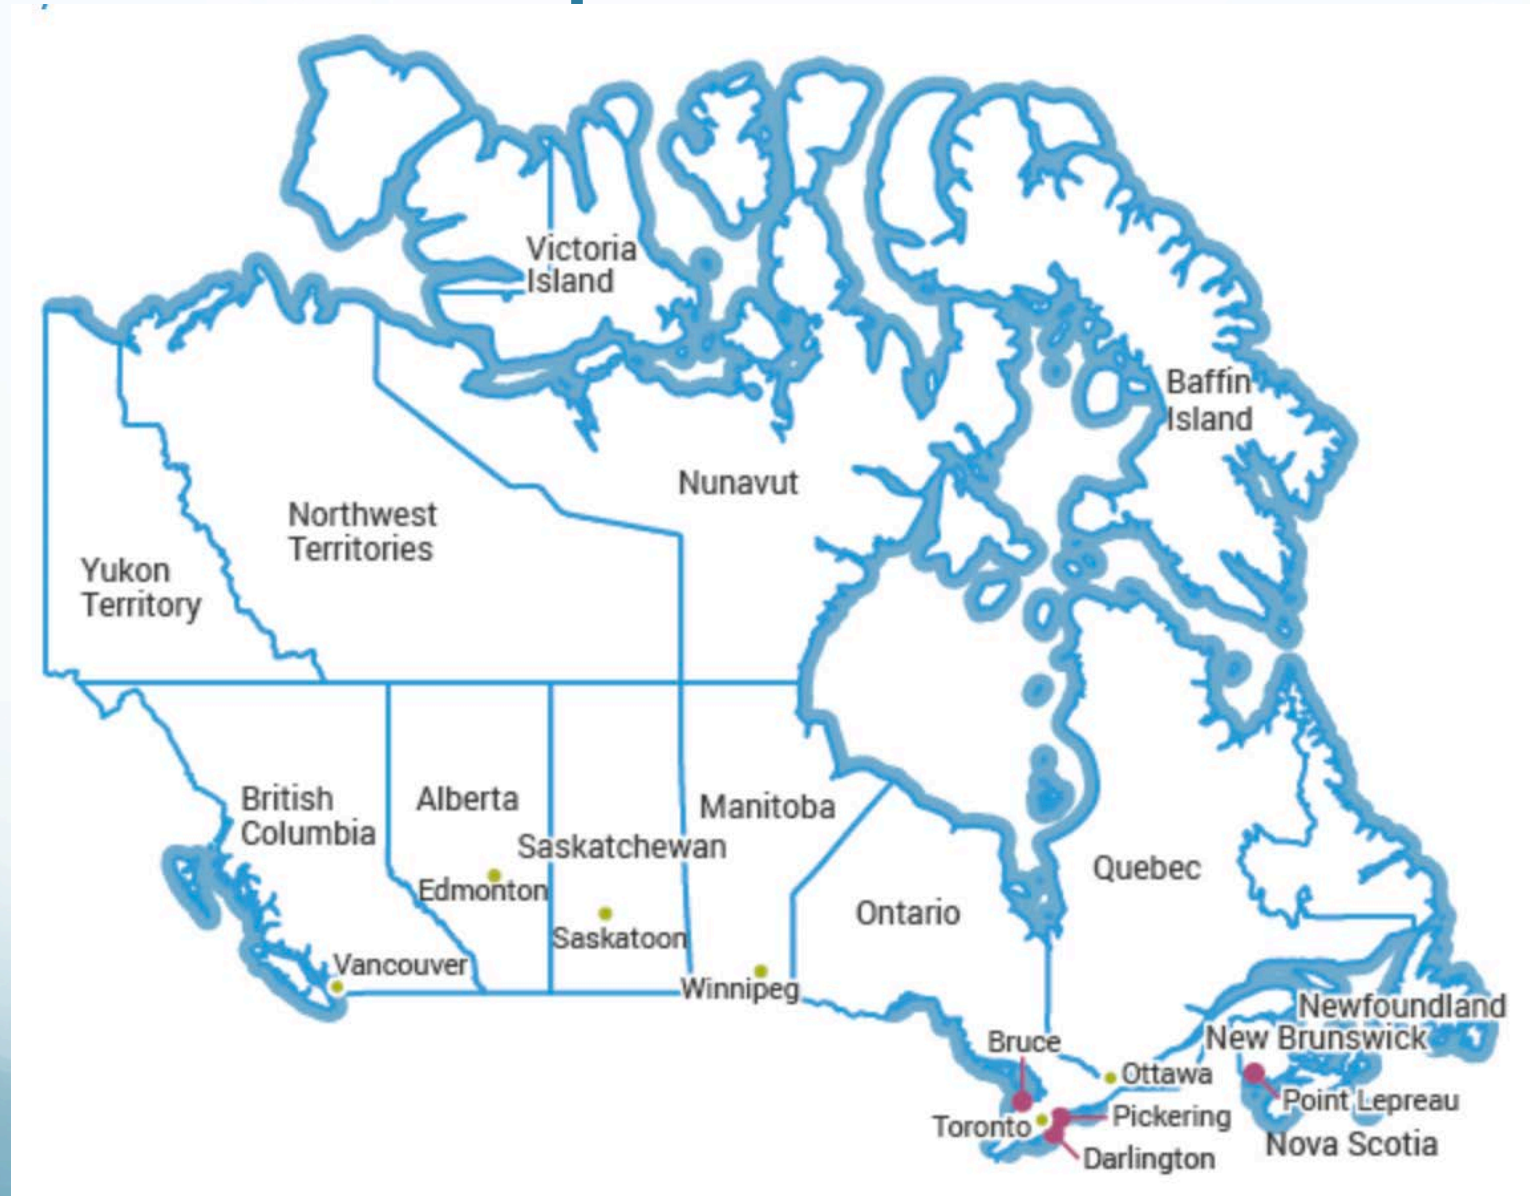 Victoria
Island
Baffin
Island
Nunavut
Northwest
Territories
Yukon
Territory
British
Columbia
Alberta
Manitoba
Saskatchewan
Quebec
Edmonton
Ontario
Saskatoon
Vancouver
Winnipeg
Newfoundland
New Brunswick
Bruce
Ottawa
Point Lepreau
Pickering
Toronto
Nova Scotia
Darlington